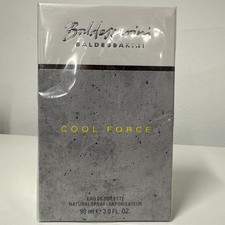 Baldessarini
BALDESSARINI
COOL FORCE
EAU DE TOILETTE
NATURAL SPRAY · VAPORISATEUR
90 ml ℮ 3.0 FL. OZ.